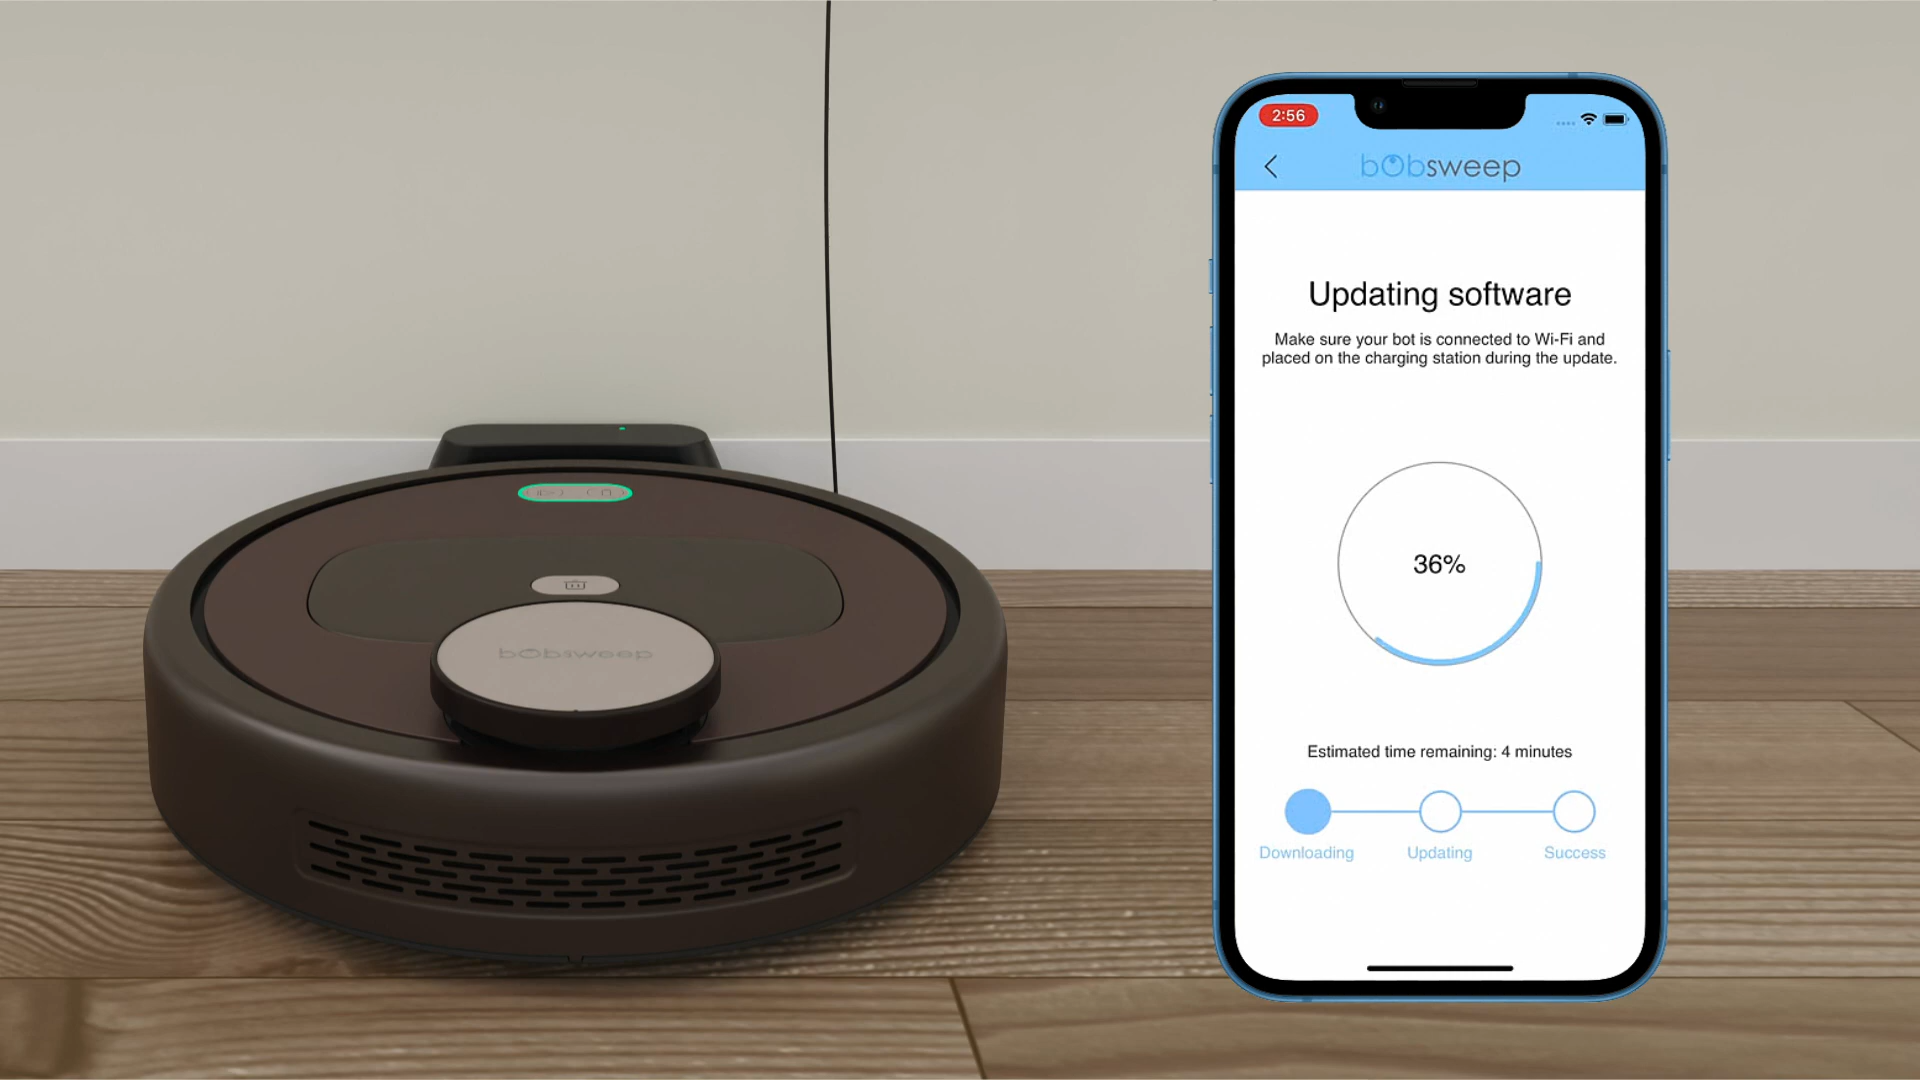 2:56
bobsweep
Updating software
Make sure your bot is connected to Wi-Fi and
placed on the charging station during the update.
36%
Estimated time remaining: 4 minutes
Downloading Updating Success
bobsweep